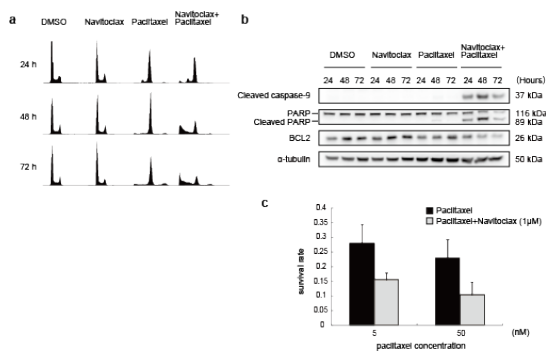 a
DMSO Navitoclax Paclitaxel Navitoclax+
Paclitaxel
24 h
48 h
72 h
b
DMSO Navitoclax Paclitaxel Navitoclax+
Paclitaxel
24 48 72 24 48 72 24 48 72 24 48 72 (Hours)
Cleaved caspase-9 37 kDa
PARP 116 kDa
Cleaved PARP 89 kDa
BCL2 26 kDa
α-tubulin 50 kDa
c
Paclitaxel
Paclitaxel+Navitoclax (1μM)
survival rate
0.4
0.35
0.3
0.25
0.2
0.15
0.1
0.05
0
5 50 (nM)
paclitaxel concentration